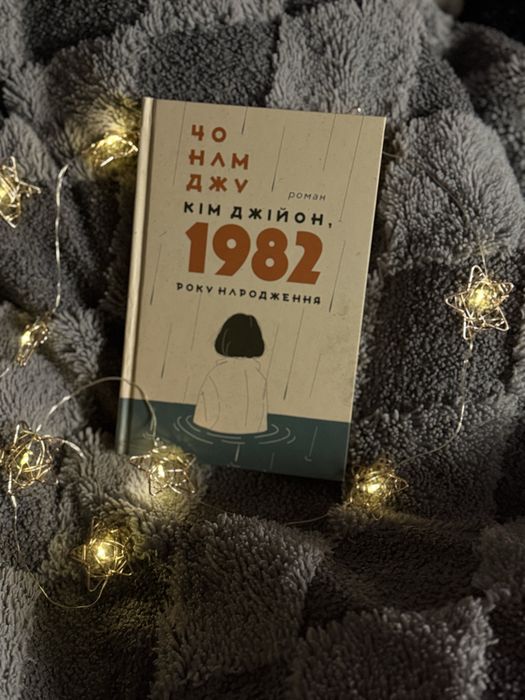 ЧО
НАМ
ДЖУ
роман
КІМ ДЖІЙОН,
1982
РОКУ НАРОДЖЕННЯ